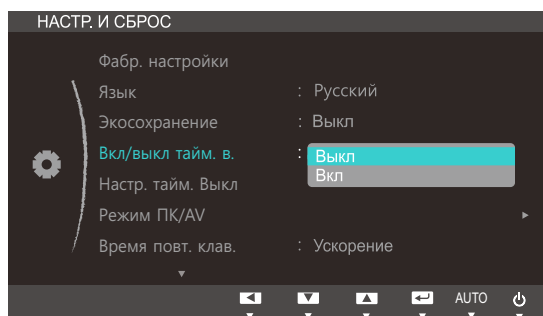 НАСТР. И СБРОС
Фабр. настройки
Язык : Русский
Экосохранение : Выкл
Вкл/выкл тайм. в. : Выкл
Вкл
Настр. тайм. Выкл
Режим ПК/AV
Время повт. клав. : Ускорение
AUTO